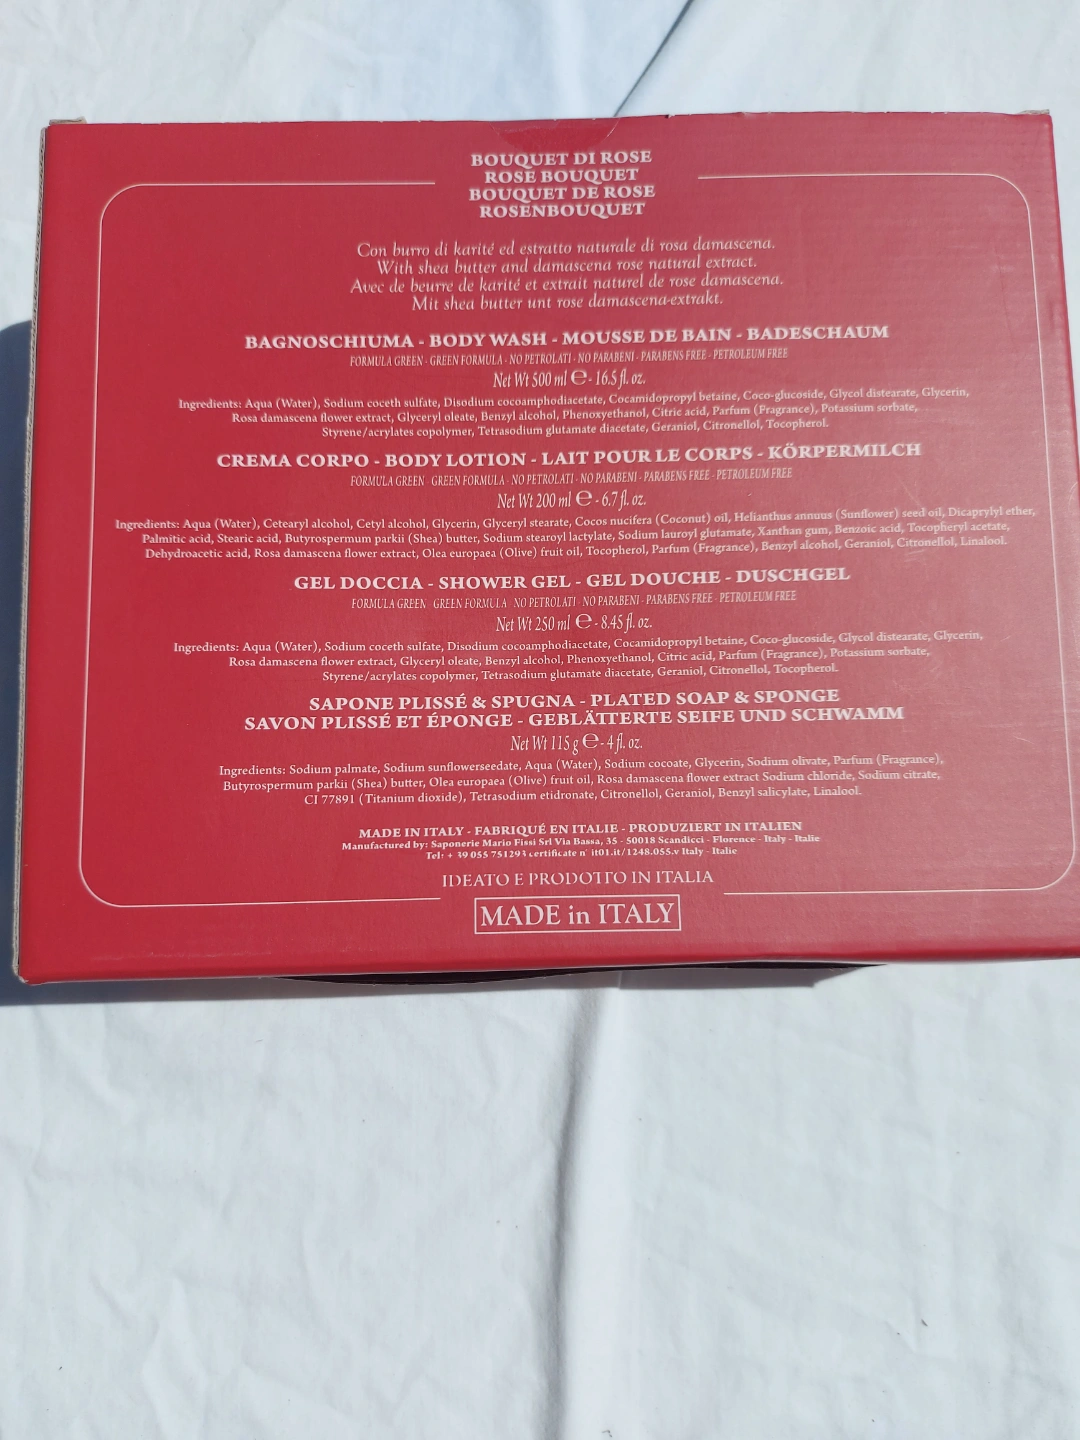 BOUQUET DI ROSE
ROSE BOUQUET
BOUQUET DE ROSE
ROSENBOUQUET
Con burro di karité ed estratto naturale di rosa damascena.
With shea butter and damascena rose natural extract.
Avec de beurre de karité et extrait naturel de rose damascena.
Mit shea butter unt rose damascena-extrakt.
BAGNOSCHIUMA - BODY WASH - MOUSSE DE BAIN - BADESCHAUM
FORMULA GREEN - GREEN FORMULA - NO PETROLATI - NO PARABENI - PARABENS FREE - PETROLEUM FREE
Net Wt 500 ml ℮ - 16.5 fl. oz.
Ingredients: Aqua (Water), Sodium coceth sulfate, Disodium cocoamphodiacetate, Cocamidopropyl betaine, Coco-glucoside, Glycol distearate, Glycerin,
Rosa damascena flower extract, Glyceryl oleate, Benzyl alcohol, Phenoxyethanol, Citric acid, Parfum (Fragrance), Potassium sorbate,
Styrene/acrylates copolymer, Tetrasodium glutamate diacetate, Geraniol, Citronellol, Tocopherol.
CREMA CORPO - BODY LOTION - LAIT POUR LE CORPS - KÖRPERMILCH
FORMULA GREEN - GREEN FORMULA - NO PETROLATI - NO PARABENI - PARABENS FREE - PETROLEUM FREE
Net Wt 200 ml ℮ - 6.7 fl. oz.
Ingredients: Aqua (Water), Cetearyl alcohol, Cetyl alcohol, Glycerin, Glyceryl stearate, Cocos nucifera (Coconut) oil, Helianthus annuus (Sunflower) seed oil, Dicaprylyl ether,
Palmitic acid, Stearic acid, Butyrospermum parkii (Shea) butter, Sodium stearoyl lactylate, Sodium lauroyl glutamate, Xanthan gum, Benzoic acid, Tocopheryl acetate,
Dehydroacetic acid, Rosa damascena flower extract, Olea europaea (Olive) fruit oil, Tocopherol, Parfum (Fragrance), Benzyl alcohol, Geraniol, Citronellol, Linalool.
GEL DOCCIA - SHOWER GEL - GEL DOUCHE - DUSCHGEL
FORMULA GREEN - GREEN FORMULA - NO PETROLATI - NO PARABENI - PARABENS FREE - PETROLEUM FREE
Net Wt 250 ml ℮ - 8.45 fl. oz.
Ingredients: Aqua (Water), Sodium coceth sulfate, Disodium cocoamphodiacetate, Cocamidopropyl betaine, Coco-glucoside, Glycol distearate, Glycerin,
Rosa damascena flower extract, Glyceryl oleate, Benzyl alcohol, Phenoxyethanol, Citric acid, Parfum (Fragrance), Potassium sorbate,
Styrene/acrylates copolymer, Tetrasodium glutamate diacetate, Geraniol, Citronellol, Tocopherol.
SAPONE PLISSÉ & SPUGNA - PLATED SOAP & SPONGE
SAVON PLISSÉ ET ÉPONGE - GEBLÄTTERTE SEIFE UND SCHWAMM
Net Wt 115 g ℮ - 4 fl. oz.
Ingredients: Sodium palmate, Sodium sunflowerseedate, Aqua (Water), Sodium cocoate, Glycerin, Sodium olivate, Parfum (Fragrance),
Butyrospermum parkii (Shea) butter, Olea europaea (Olive) fruit oil, Rosa damascena flower extract Sodium chloride, Sodium citrate,
CI 77891 (Titanium dioxide), Tetrasodium etidronate, Citronellol, Geraniol, Benzyl salicylate, Linalool.
MADE IN ITALY - FABRIQUÉ EN ITALIE - PRODUZIERT IN ITALIEN
Manufactured by: Saponerie Mario Fissi Srl Via Bassa, 35 - 50018 Scandicci - Florence - Italy - Italie
Tel: + 39 055 751293 certificate n° it01.it/1248.055.v Italy - Italie
IDEATO E PRODOTTO IN ITALIA
MADE in ITALY